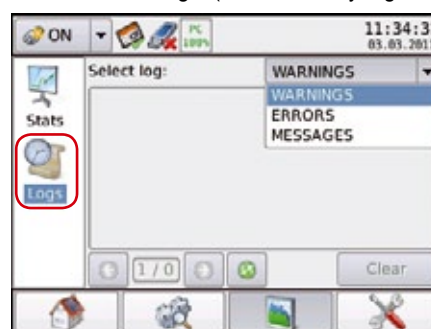 ON
PC
100%
11:34:3
03.03.201
Select log:
WARNINGS
WARNINGS
ERRORS
MESSAGES
Stats
Logs
1 / 0
Clear